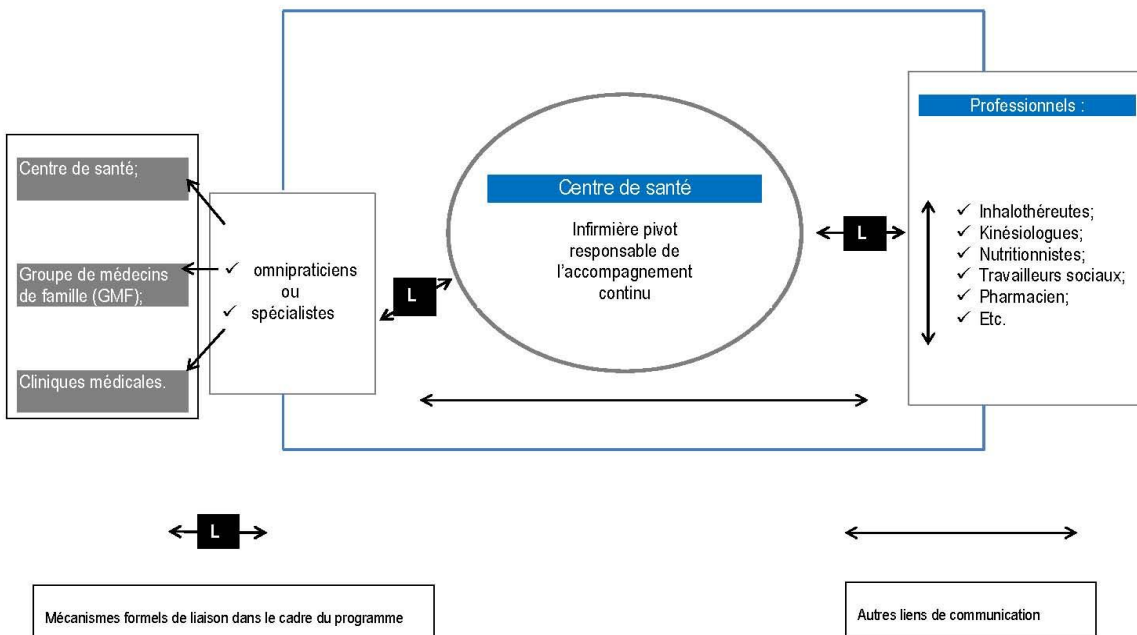 Centre de santé;
Groupe de médecins
de famille (GMF);
Cliniques médicales.
✓ omnipraticiens
ou
✓ spécialistes
L
Centre de santé
Infirmière pivot
responsable de
l'accompagnement
continu
L
Professionnels :
✓ Inhalothéreutes;
✓ Kinésiologues;
✓ Nutritionnistes;
✓ Travailleurs sociaux;
✓ Pharmacien;
✓ Etc.
L
Mécanismes formels de liaison dans le cadre du programme
Autres liens de communication